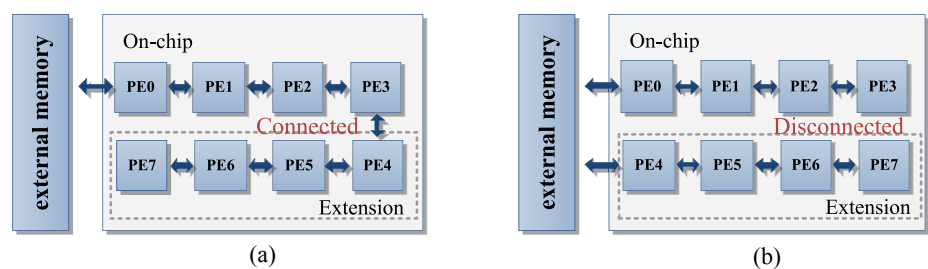 external memory
On-chip
PE0 PE1 PE2 PE3
Connected
PE7 PE6 PE5 PE4
Extension
(a)
external memory
On-chip
PE0 PE1 PE2 PE3
Disconnected
PE4 PE5 PE6 PE7
Extension
(b)